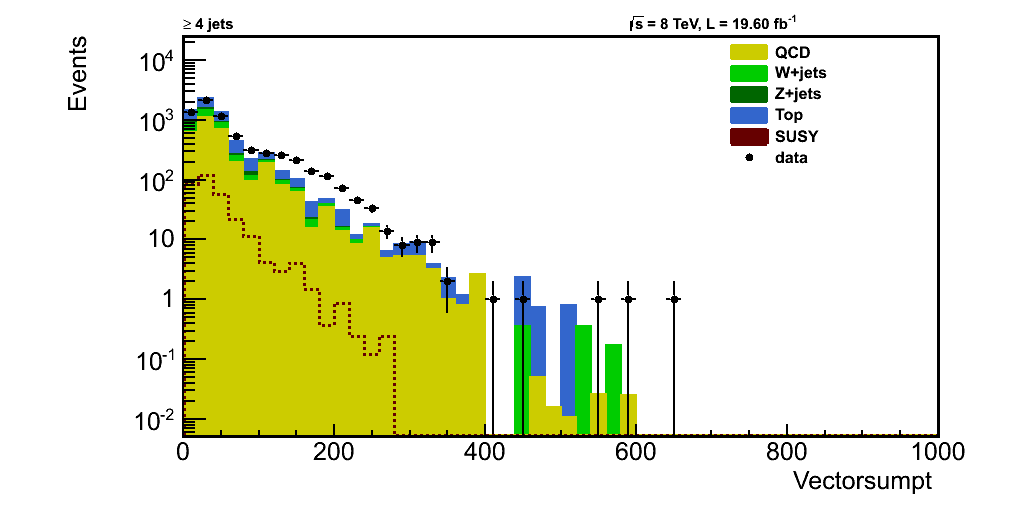 ≥ 4 jets
√s = 8 TeV, L = 19.60 fb⁻¹
Events
10⁴
10³
10²
10
1
10⁻¹
10⁻²
QCD
W+jets
Z+jets
Top
SUSY
data
0 200 400 600 800 1000
Vectorsumpt